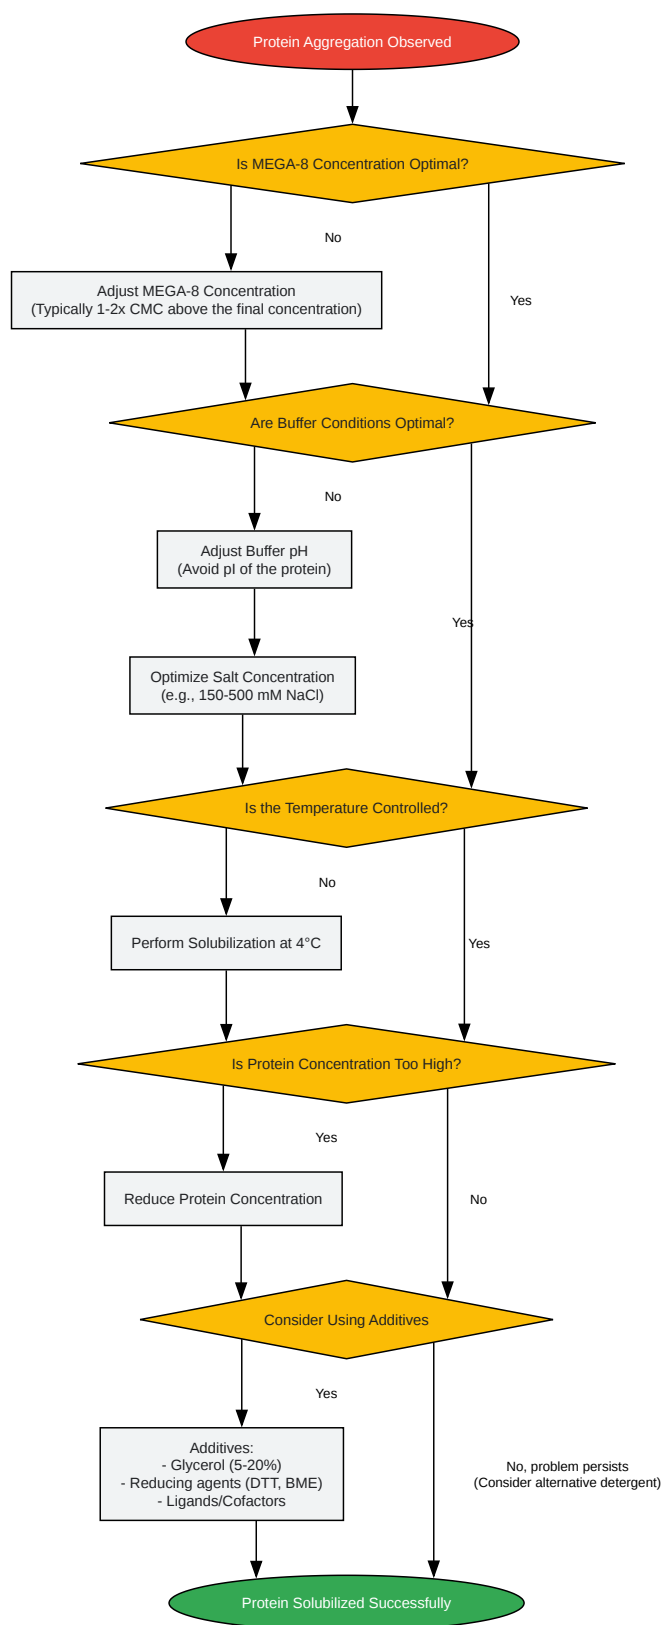 Protein Aggregation Observed
Is MEGA-8 Concentration Optimal?
No
Adjust MEGA-8 Concentration
(Typically 1-2x CMC above the final concentration)
Yes
Are Buffer Conditions Optimal?
No
Adjust Buffer pH
(Avoid pI of the protein)
Yes
Optimize Salt Concentration
(e.g., 150-500 mM NaCl)
Is the Temperature Controlled?
No
Perform Solubilization at 4°C
Yes
Is Protein Concentration Too High?
Yes
Reduce Protein Concentration
No
Consider Using Additives
Yes
Additives:
- Glycerol (5-20%)
- Reducing agents (DTT, BME)
- Ligands/Cofactors
No, problem persists
(Consider alternative detergent)
Protein Solubilized Successfully